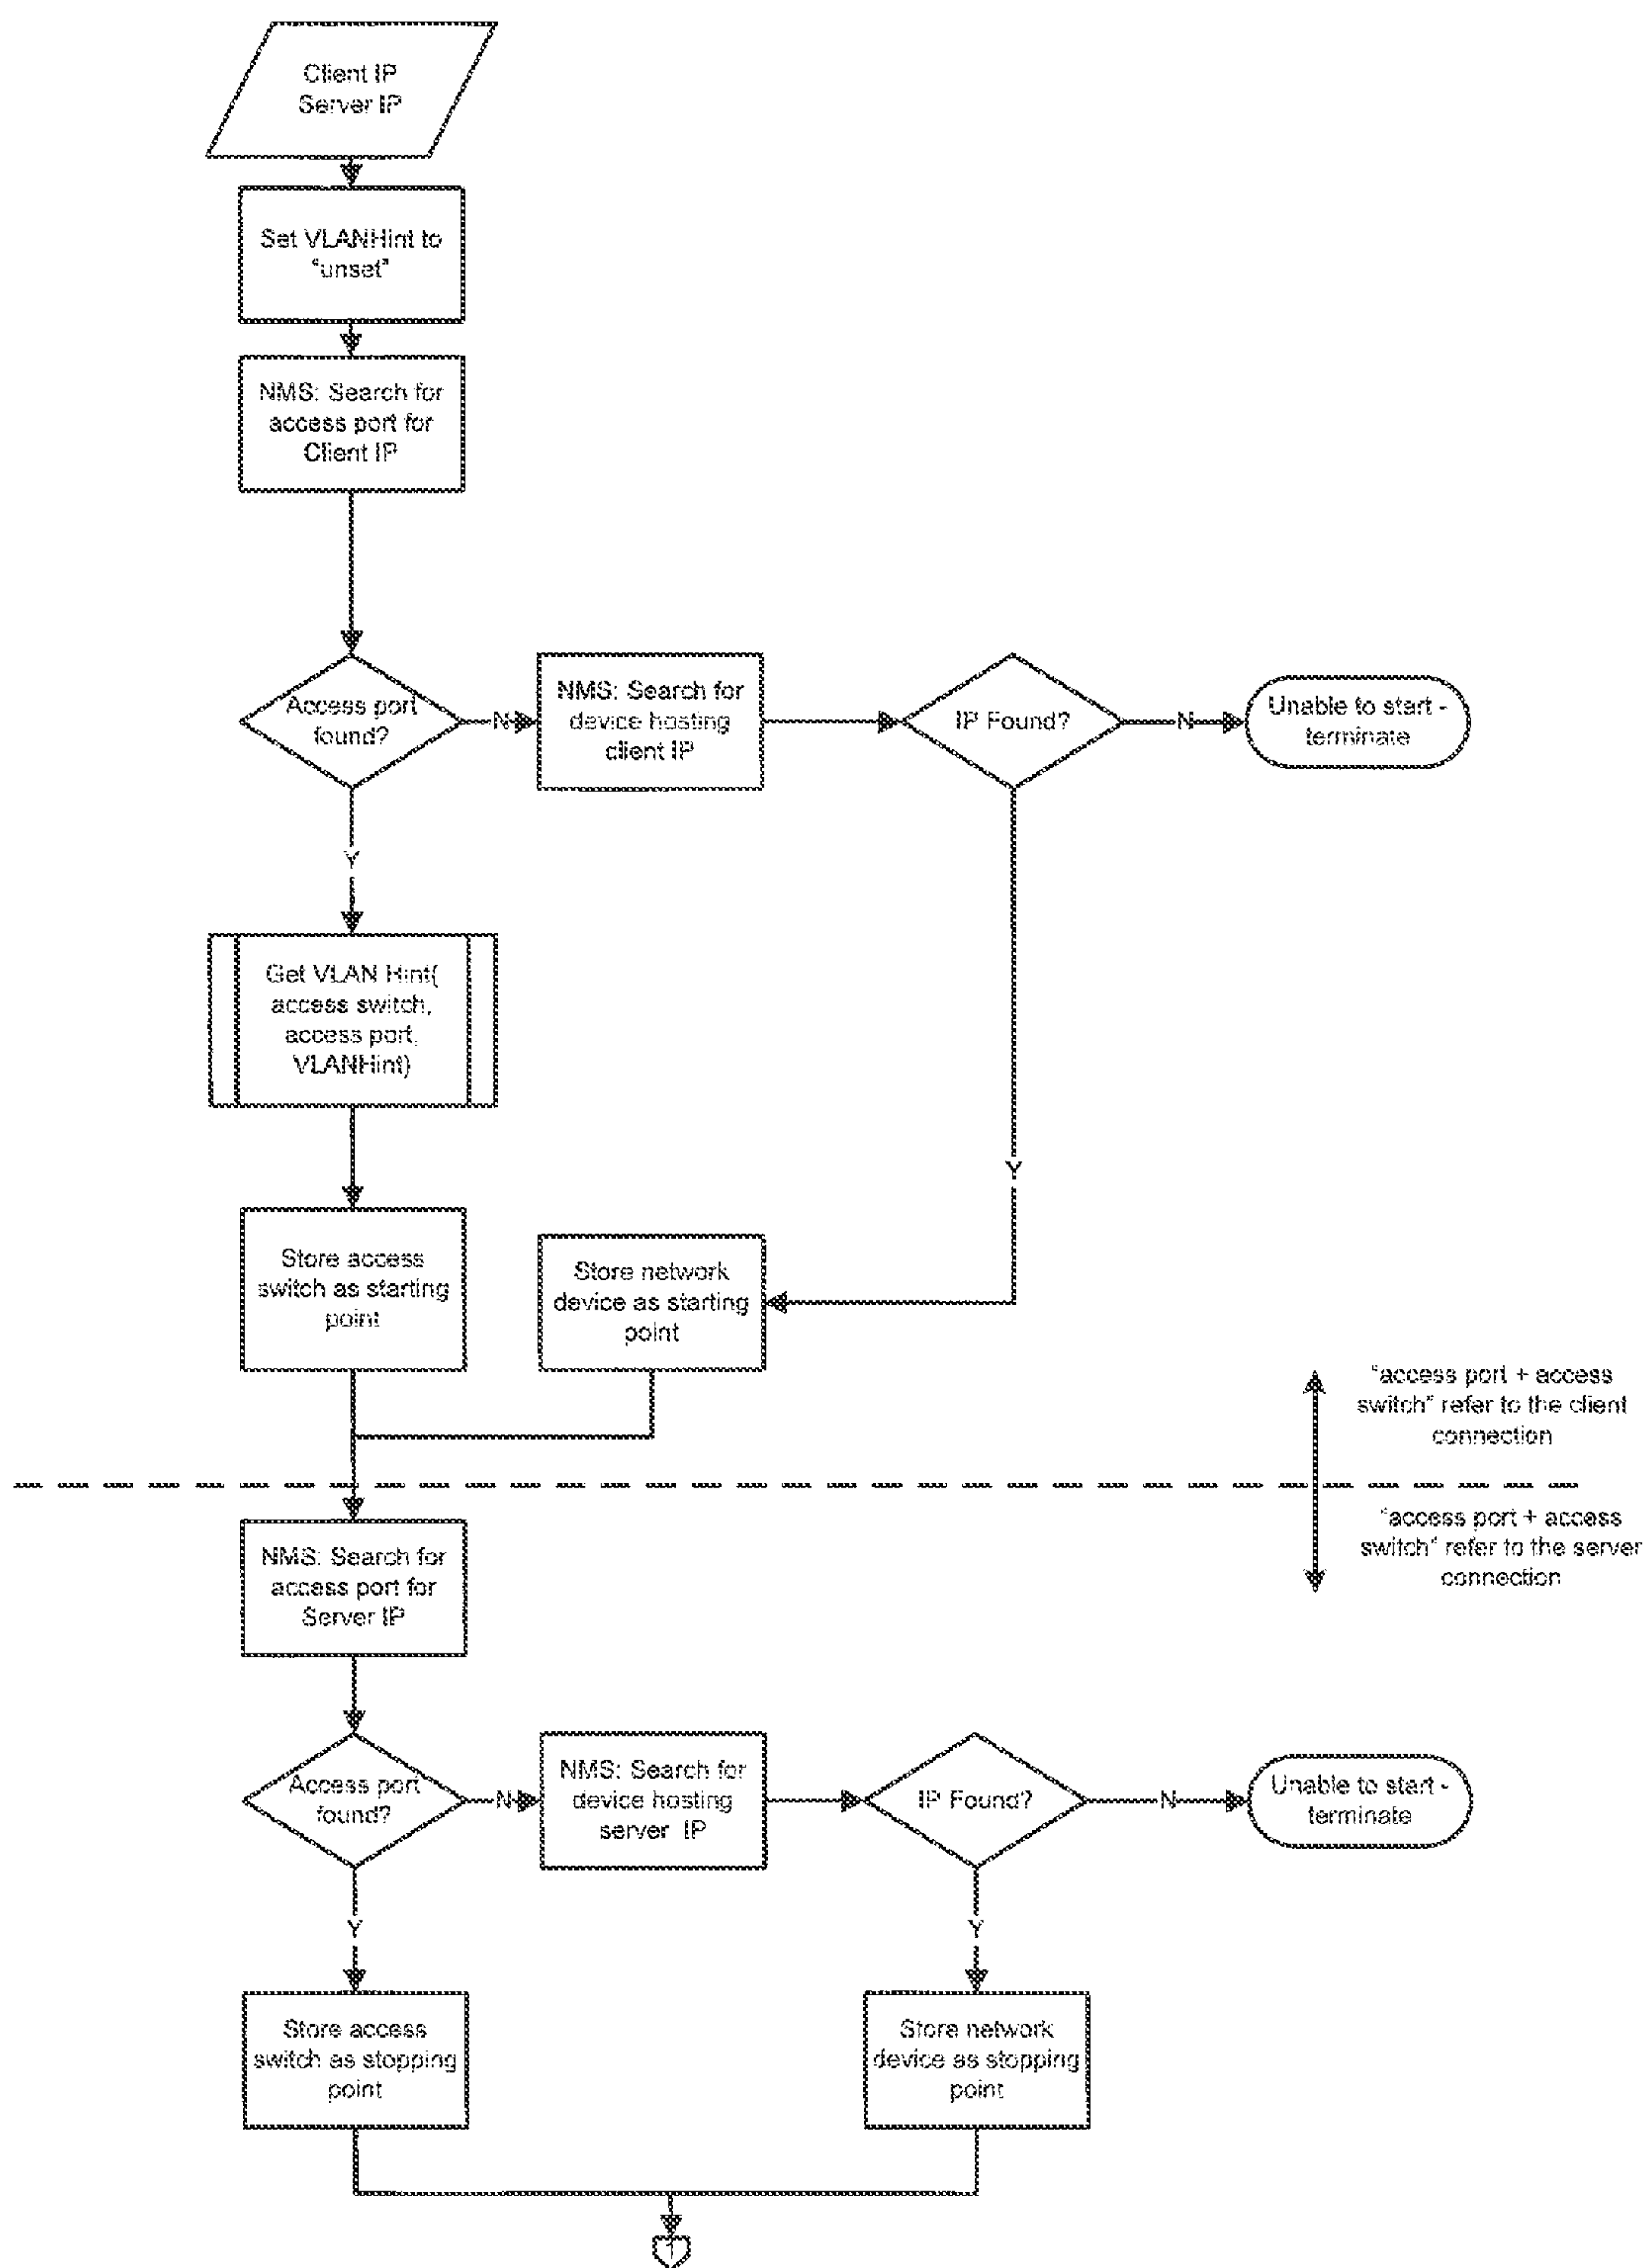 Client IP
Server IP
Set VLANHint to
"unset"
NMS: Search for
access port for
Client IP
Access port
found?
N
NMS: Search for
device hosting
client IP
IP Found?
N
Unable to start -
terminate
Y
Get VLAN Hint(
access switch,
access port,
VLANHint)
Y
Store access
switch as starting
point
Store network
device as starting
point
"access port + access
switch" refer to the client
connection
"access port + access
switch" refer to the server
connection
NMS: Search for
access port for
Server IP
Access port
found?
N
NMS: Search for
device hosting
server IP
IP Found?
N
Unable to start -
terminate
Y
Y
Store access
switch as stopping
point
Store network
device as stopping
point
1